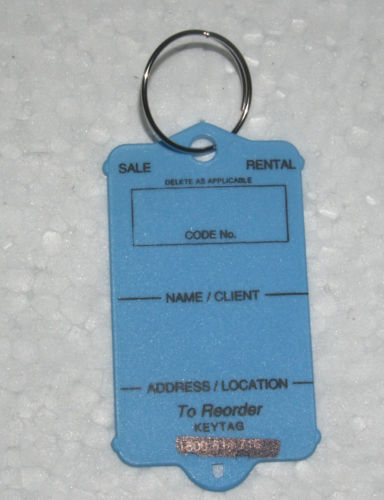 SALE RENTAL
DELETE AS APPLICABLE
CODE No.
NAME / CLIENT
ADDRESS / LOCATION
To Reorder
KEYTAG